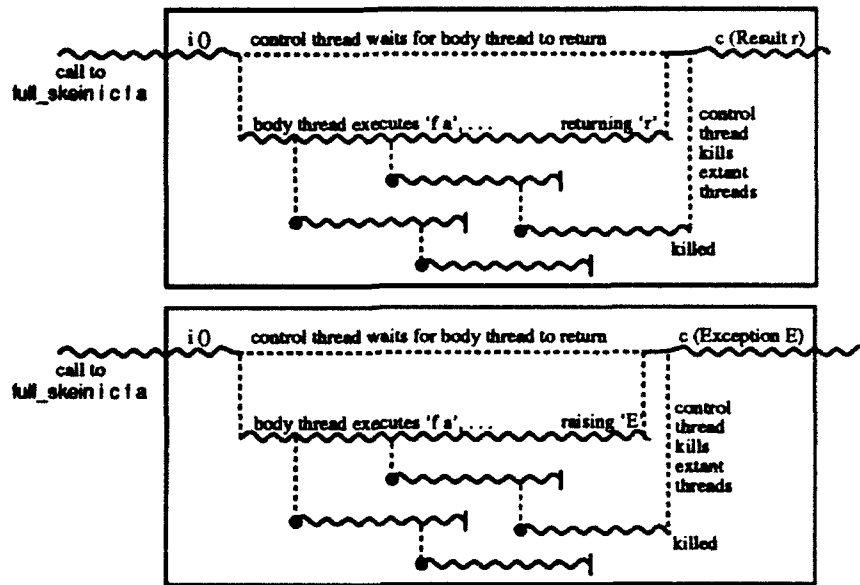 i () control thread waits for body thread to return c (Result r)
call to
full_skein i c f a
body thread executes 'f a', . . . returning 'r'
control
thread
kills
extant
threads
killed
i () control thread waits for body thread to return c (Exception E)
call to
full_skein i c f a
body thread executes 'f a', . . . raising 'E'
control
thread
kills
extant
threads
killed